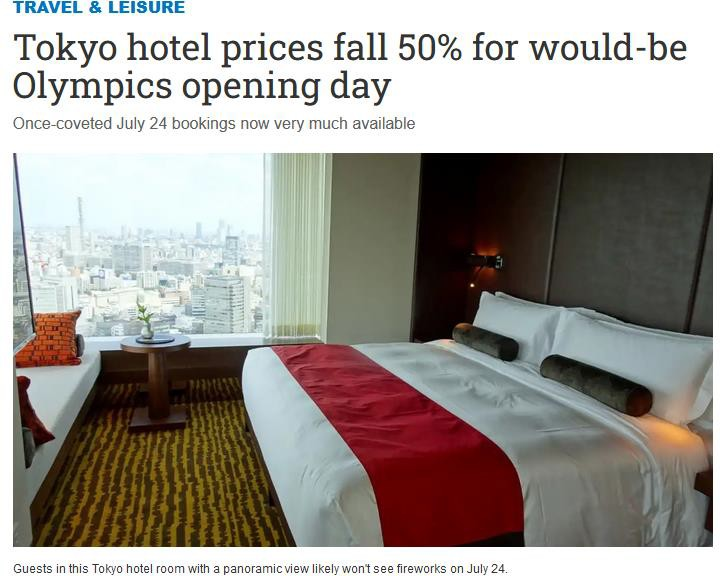 TRAVEL & LEISURE
Tokyo hotel prices fall 50% for would-be
Olympics opening day
Once-coveted July 24 bookings now very much available
Guests in this Tokyo hotel room with a panoramic view likely won't see fireworks on July 24.